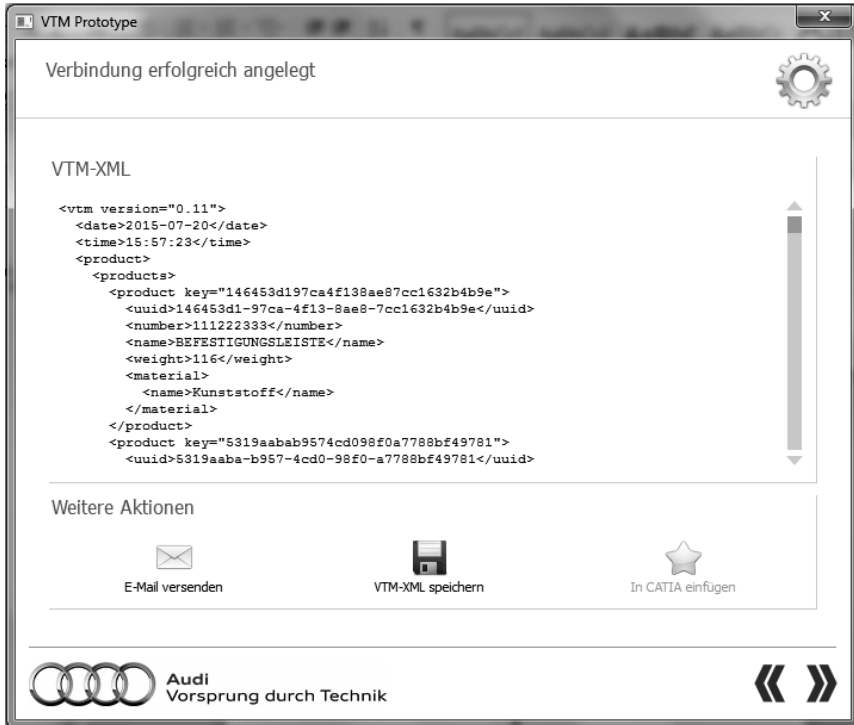 VTM Prototype
Verbindung erfolgreich angelegt
VTM-XML
<vtm version="0.11">
<date>2015-07-20</date>
<time>15:57:23</time>
<product>
<products>
<product key="146453d197ca4f138ae87cc1632b4b9e">
<uuid>146453d1-97ca-4f13-8ae8-7cc1632b4b9e</uuid>
<number>111222333</number>
<name>BEFESTIGUNGSLEISTE</name>
<weight>116</weight>
<material>
<name>Kunststoff</name>
</material>
</product>
<product key="5319aabab9574cd098f0a7788bf49781">
<uuid>5319aaba-b957-4cd0-98f0-a7788bf49781</uuid>
Weitere Aktionen
E-Mail versenden VTM-XML speichern In CATIA einfügen
Audi
Vorsprung durch Technik